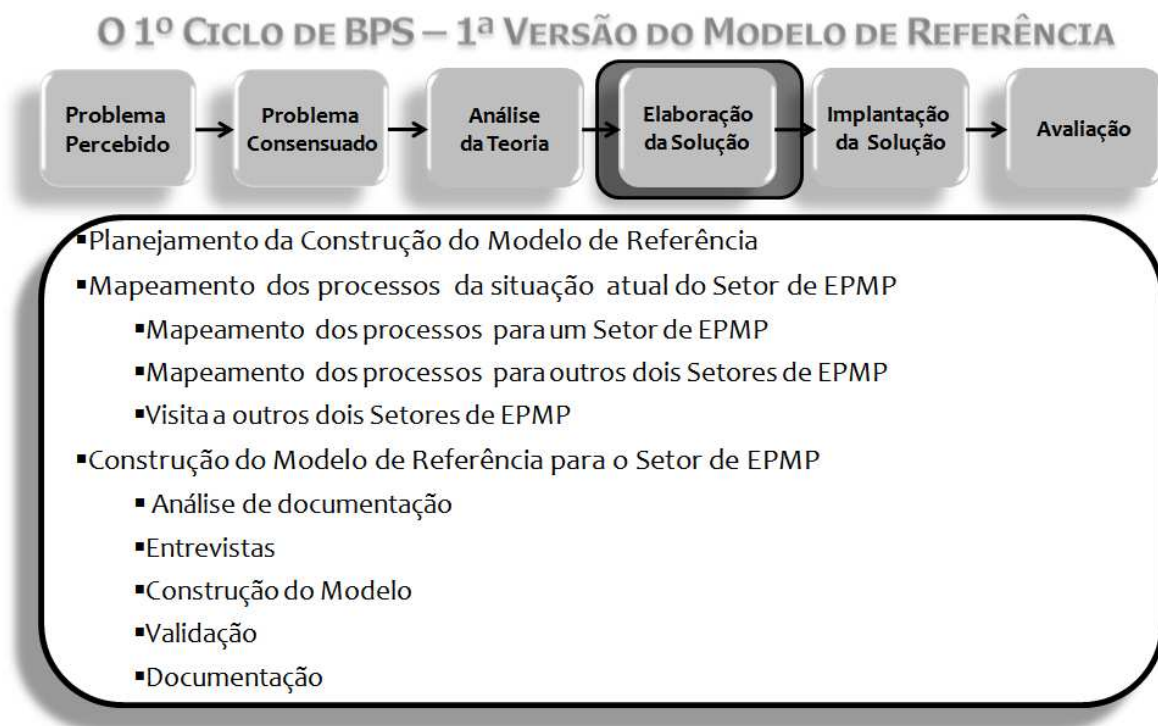 O 1º CICLO DE BPS – 1ª VERSÃO DO MODELO DE REFERÊNCIA
Problema
Percebido
Problema
Consensuado
Análise
da Teoria
Elaboração
da Solução
Implantação
da Solução
Avaliação
▪Planejamento da Construção do Modelo de Referência
▪Mapeamento dos processos da situação atual do Setor de EPMP
▪Mapeamento dos processos para um Setor de EPMP
▪Mapeamento dos processos para outros dois Setores de EPMP
▪Visita a outros dois Setores de EPMP
▪Construção do Modelo de Referência para o Setor de EPMP
▪ Análise de documentação
▪Entrevistas
▪Construção do Modelo
▪Validação
▪Documentação